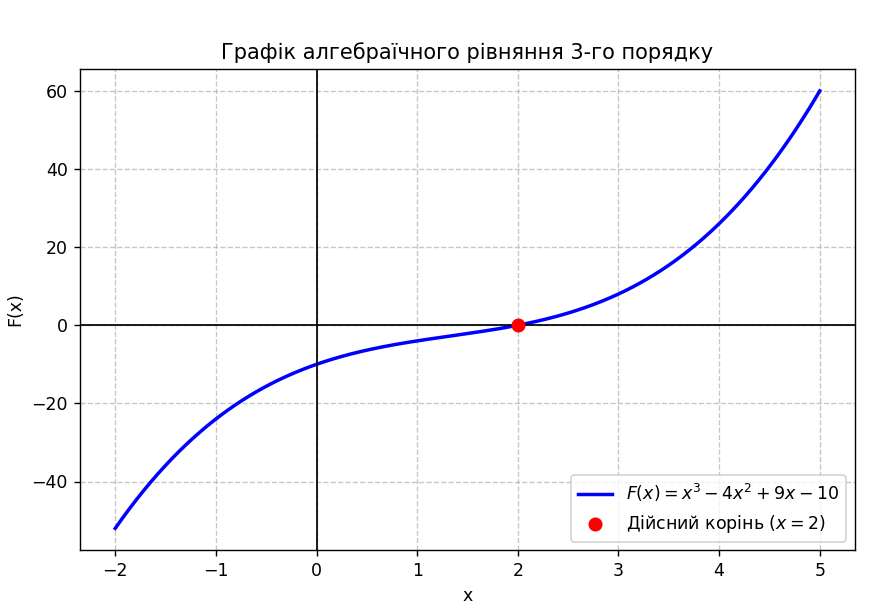 Графік алгебраїчного рівняння 3-го порядку
F(x)
60
40
20
0
−20
−40
−2
−1
0
1
2
3
4
5
x
F(x) = x³ − 4x² + 9x − 10
Дійсний корінь (x = 2)